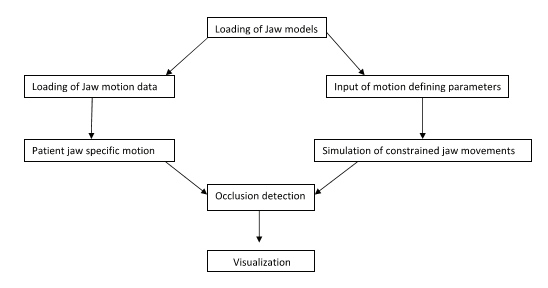 Loading of Jaw models
Loading of Jaw motion data
Input of motion defining parameters
Patient jaw specific motion
Simulation of constrained jaw movements
Occlusion detection
Visualization